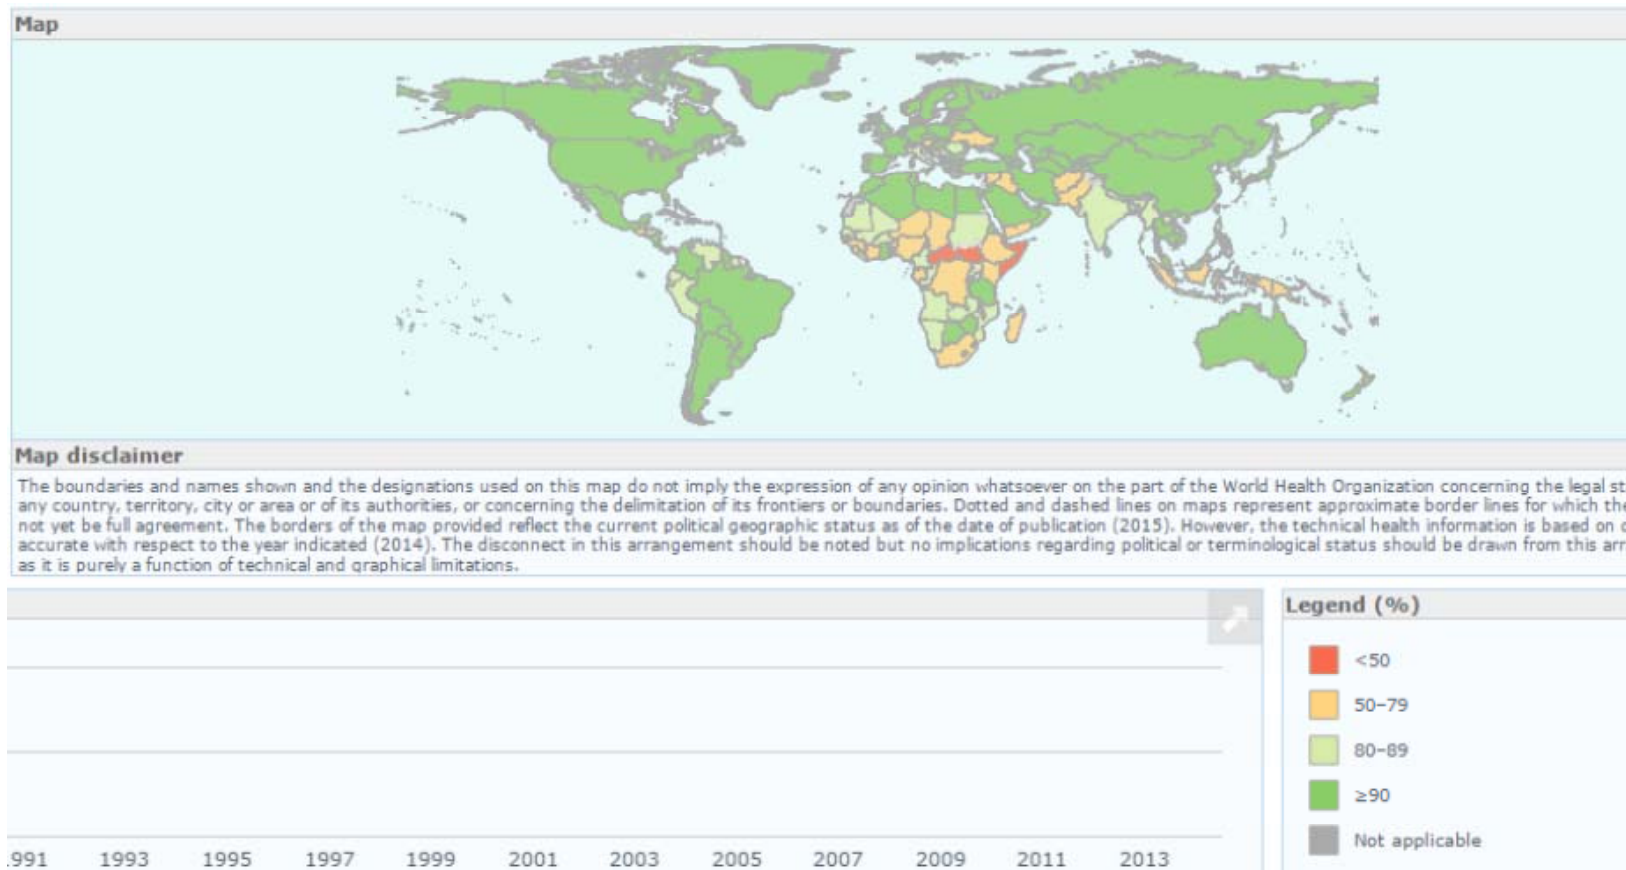 Map
Map disclaimer
The boundaries and names shown and the designations used on this map do not imply the expression of any opinion whatsoever on the part of the World Health Organization concerning the legal st
any country, territory, city or area or of its authorities, or concerning the delimitation of its frontiers or boundaries. Dotted and dashed lines on maps represent approximate border lines for which the
not yet be full agreement. The borders of the map provided reflect the current political geographic status as of the date of publication (2015). However, the technical health information is based on c
accurate with respect to the year indicated (2014). The disconnect in this arrangement should be noted but no implications regarding political or terminological status should be drawn from this arr
as it is purely a function of technical and graphical limitations.
Legend (%)
<50
50–79
80–89
≥90
Not applicable
991 1993 1995 1997 1999 2001 2003 2005 2007 2009 2011 2013